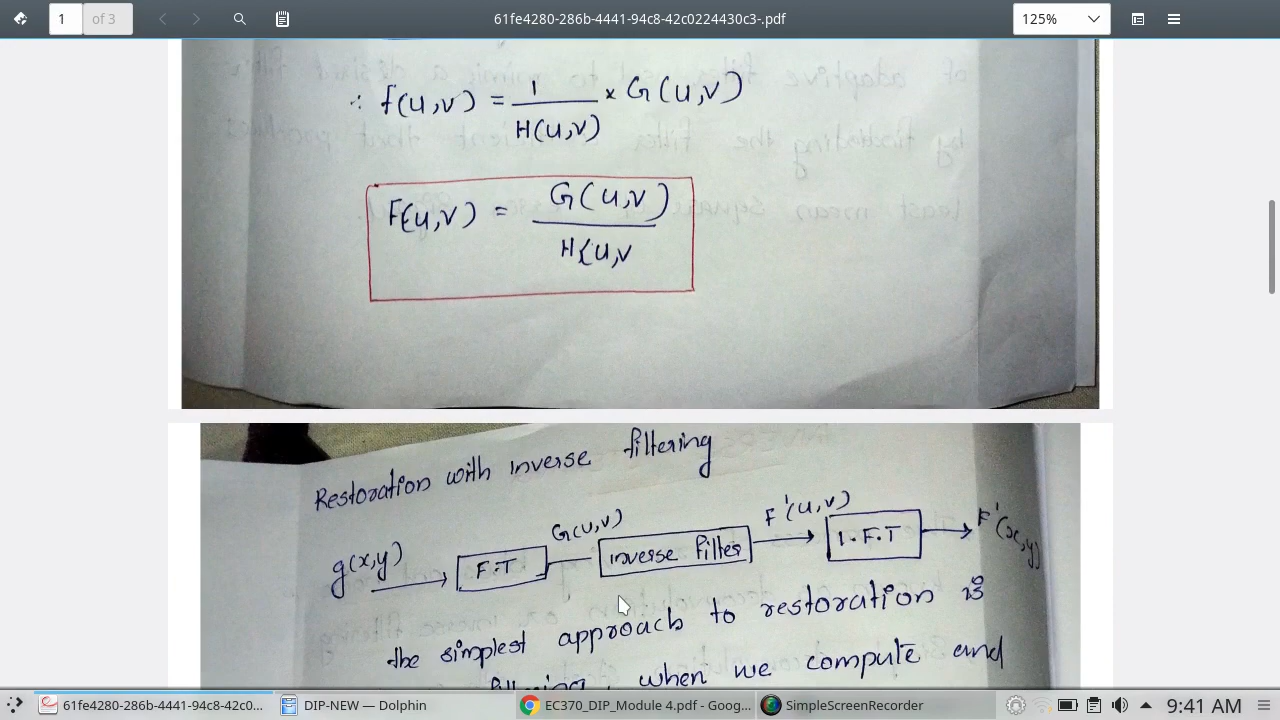 1 of 3 61fe4280-286b-4441-94c8-42c0224430c3-.pdf 125%
∴ f(u,v) = 1 / H(u,v) × G(u,v)
F(u,v) = G(u,v) / H(u,v
Restoration with inverse filtering
g(x,y) F.T G(u,v) inverse filter F'(u,v) I.F.T F'(x,y)
the simplest approach to restoration is
when we compute and
61fe4280-286b-4441-94c8-42c0... DIP-NEW — Dolphin EC370_DIP_Module 4.pdf - Goog... SimpleScreenRecorder 9:41 AM